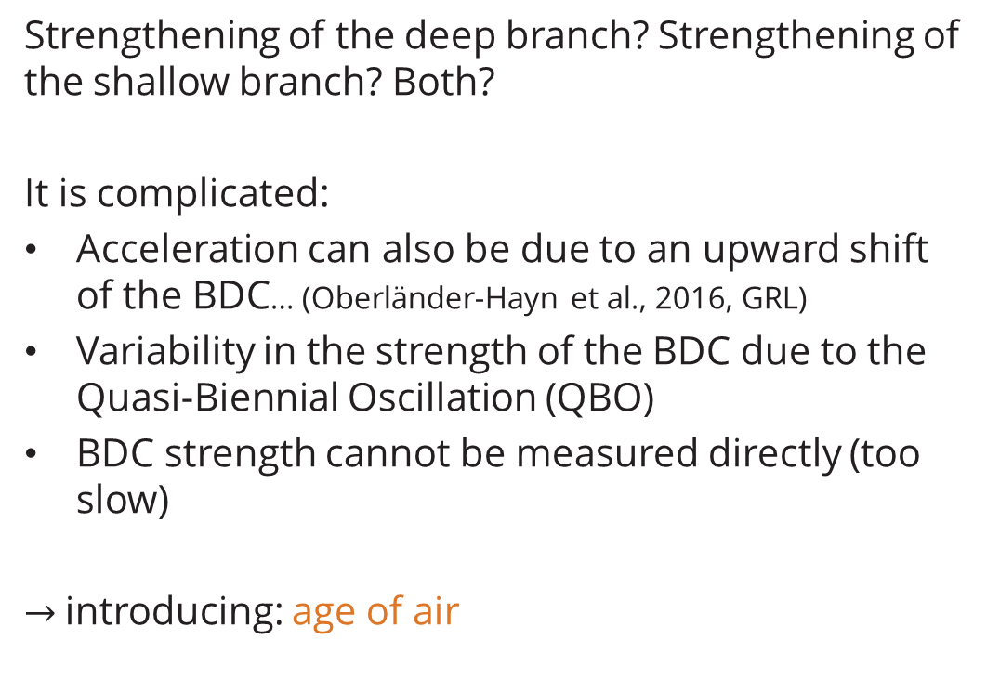 Strengthening of the deep branch? Strengthening of
the shallow branch? Both?
It is complicated:
• Acceleration can also be due to an upward shift
of the BDC... (Oberländer-Hayn et al., 2016, GRL)
• Variability in the strength of the BDC due to the
Quasi-Biennial Oscillation (QBO)
• BDC strength cannot be measured directly (too
slow)
→ introducing: age of air